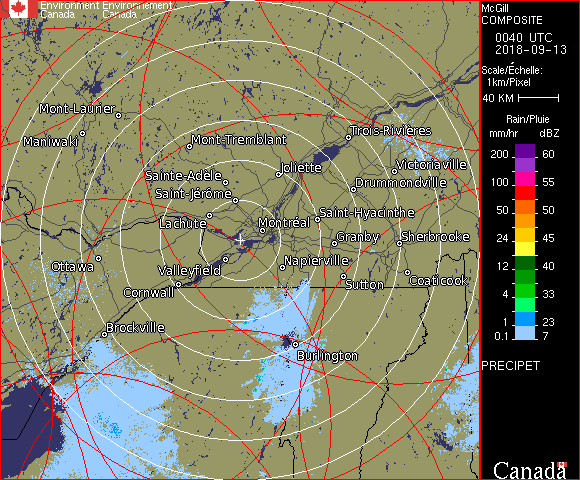 Environment Environnement
Canada Canada
McGill
COMPOSITE
0040 UTC
2018-09-13
Scale/Échelle:
1km/Pixel
40 KM
Rain/Pluie
mm/hr dBZ
200 60
100 55
50 50
24 45
12 40
4 33
1 23
0.1 7
PRECIPET
Canada
Mont-Laurier
Maniwaki
Mont-Tremblant
Trois-Rivières
Joliette
Victoriaville
Sainte-Adèle
Drummondville
Saint-Jérôme
Saint-Hyacinthe
Lachute
Montréal
Granby
Sherbrooke
Ottawa
Valleyfield
Napierville
Cornwall
Sutton
Coaticook
Brockville
Burlington